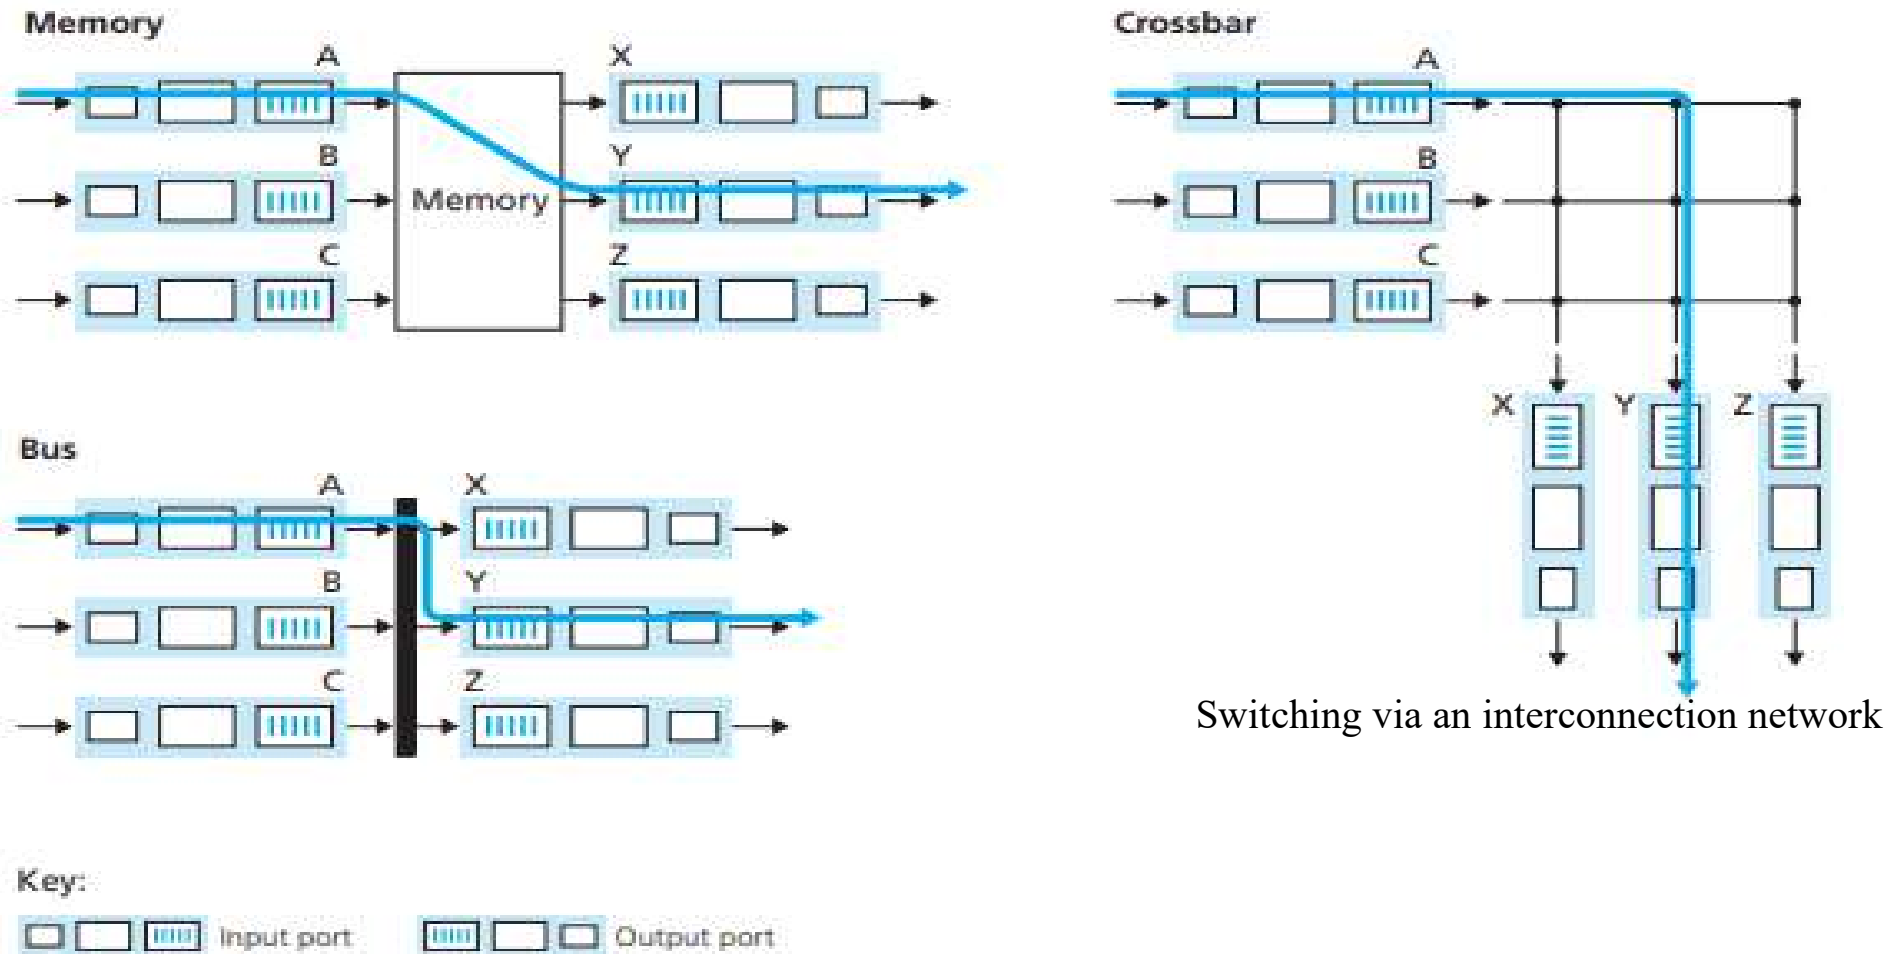 Memory
A
X
B
Y
Memory
C
Z
Crossbar
A
B
C
X Y Z
Switching via an interconnection network
Bus
A
X
B
Y
C
Z
Key:
Input port
Output port